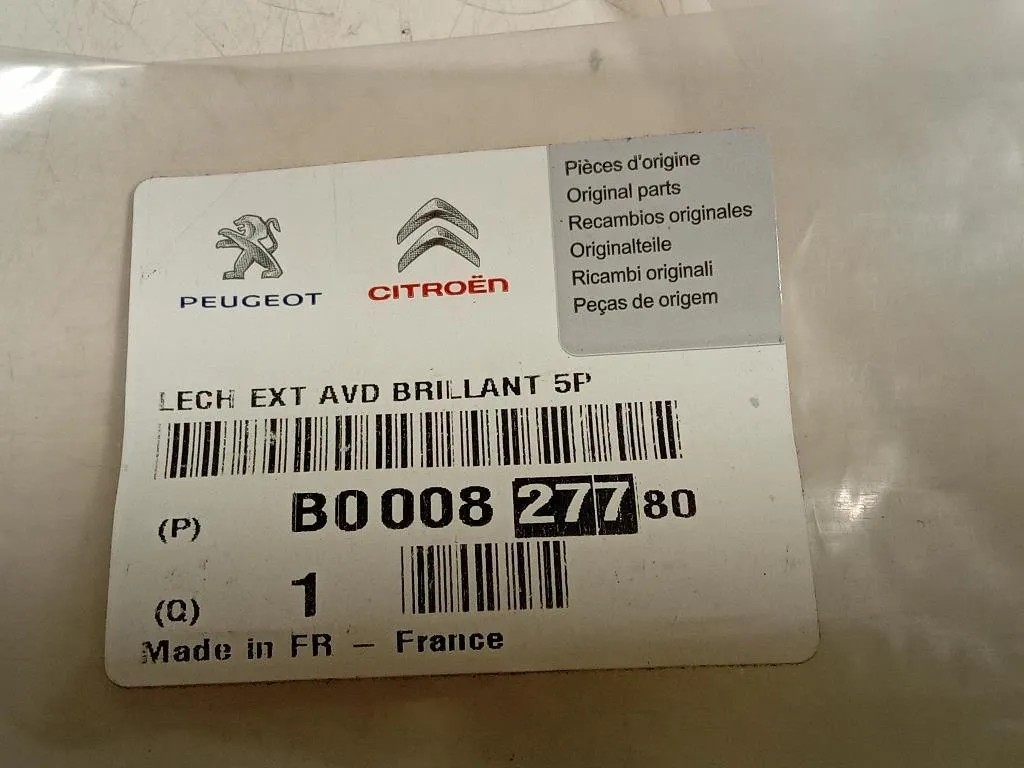 PEUGEOT
CITROËN
Pièces d'origine
Original parts
Recambios originales
Originalteile
Ricambi originali
Peças de origem
LECH EXT AVD BRILLANT 5P
(P) B0008 277 80
(Q) 1
Made in FR – France